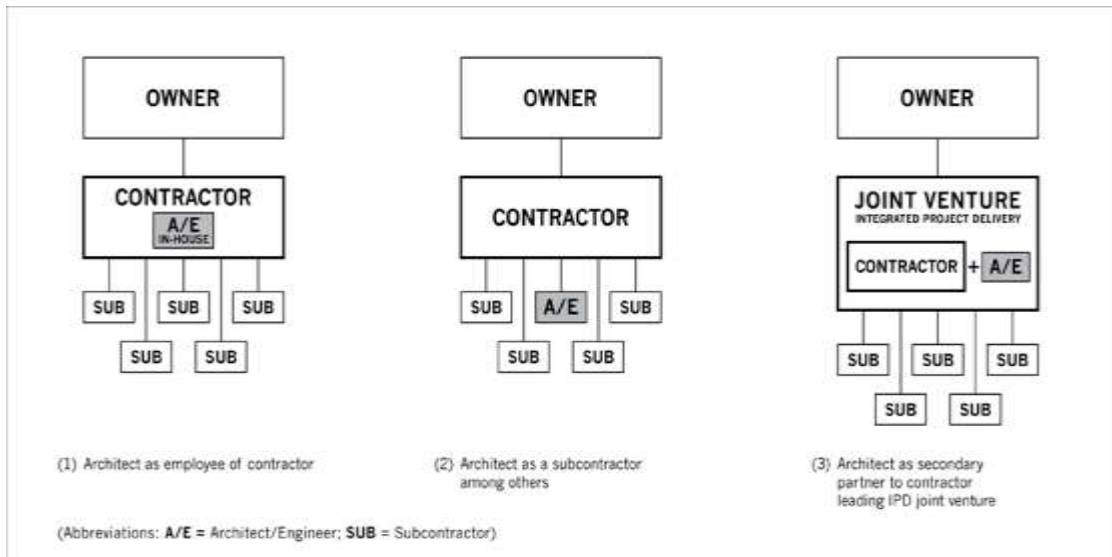 OWNER
CONTRACTOR
A/E
IN-HOUSE
SUB SUB SUB
SUB SUB
(1) Architect as employee of contractor
OWNER
CONTRACTOR
SUB A/E SUB
SUB SUB
(2) Architect as a subcontractor
among others
OWNER
JOINT VENTURE
INTEGRATED PROJECT DELIVERY
CONTRACTOR + A/E
SUB SUB SUB
SUB SUB
(3) Architect as secondary
partner to contractor
leading IPD joint venture
(Abbreviations: A/E = Architect/Engineer; SUB = Subcontractor)